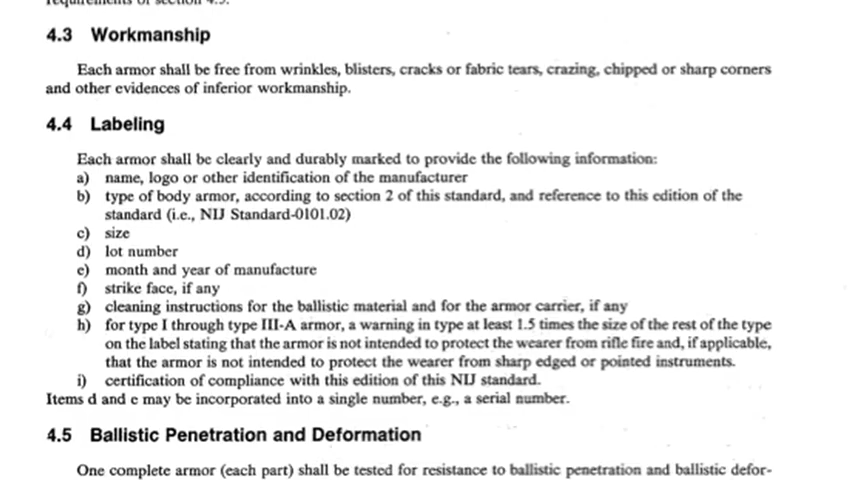 requirements of section 4.5.
4.3 Workmanship
Each armor shall be free from wrinkles, blisters, cracks or fabric tears, crazing, chipped or sharp corners
and other evidences of inferior workmanship.
4.4 Labeling
Each armor shall be clearly and durably marked to provide the following information:
a) name, logo or other identification of the manufacturer
b) type of body armor, according to section 2 of this standard, and reference to this edition of the
standard (i.e., NIJ Standard-0101.02)
c) size
d) lot number
e) month and year of manufacture
f) strike face, if any
g) cleaning instructions for the ballistic material and for the armor carrier, if any
h) for type I through type III-A armor, a warning in type at least 1.5 times the size of the rest of the type
on the label stating that the armor is not intended to protect the wearer from rifle fire and, if applicable,
that the armor is not intended to protect the wearer from sharp edged or pointed instruments.
i) certification of compliance with this edition of this NIJ standard.
Items d and e may be incorporated into a single number, e.g., a serial number.
4.5 Ballistic Penetration and Deformation
One complete armor (each part) shall be tested for resistance to ballistic penetration and ballistic defor-